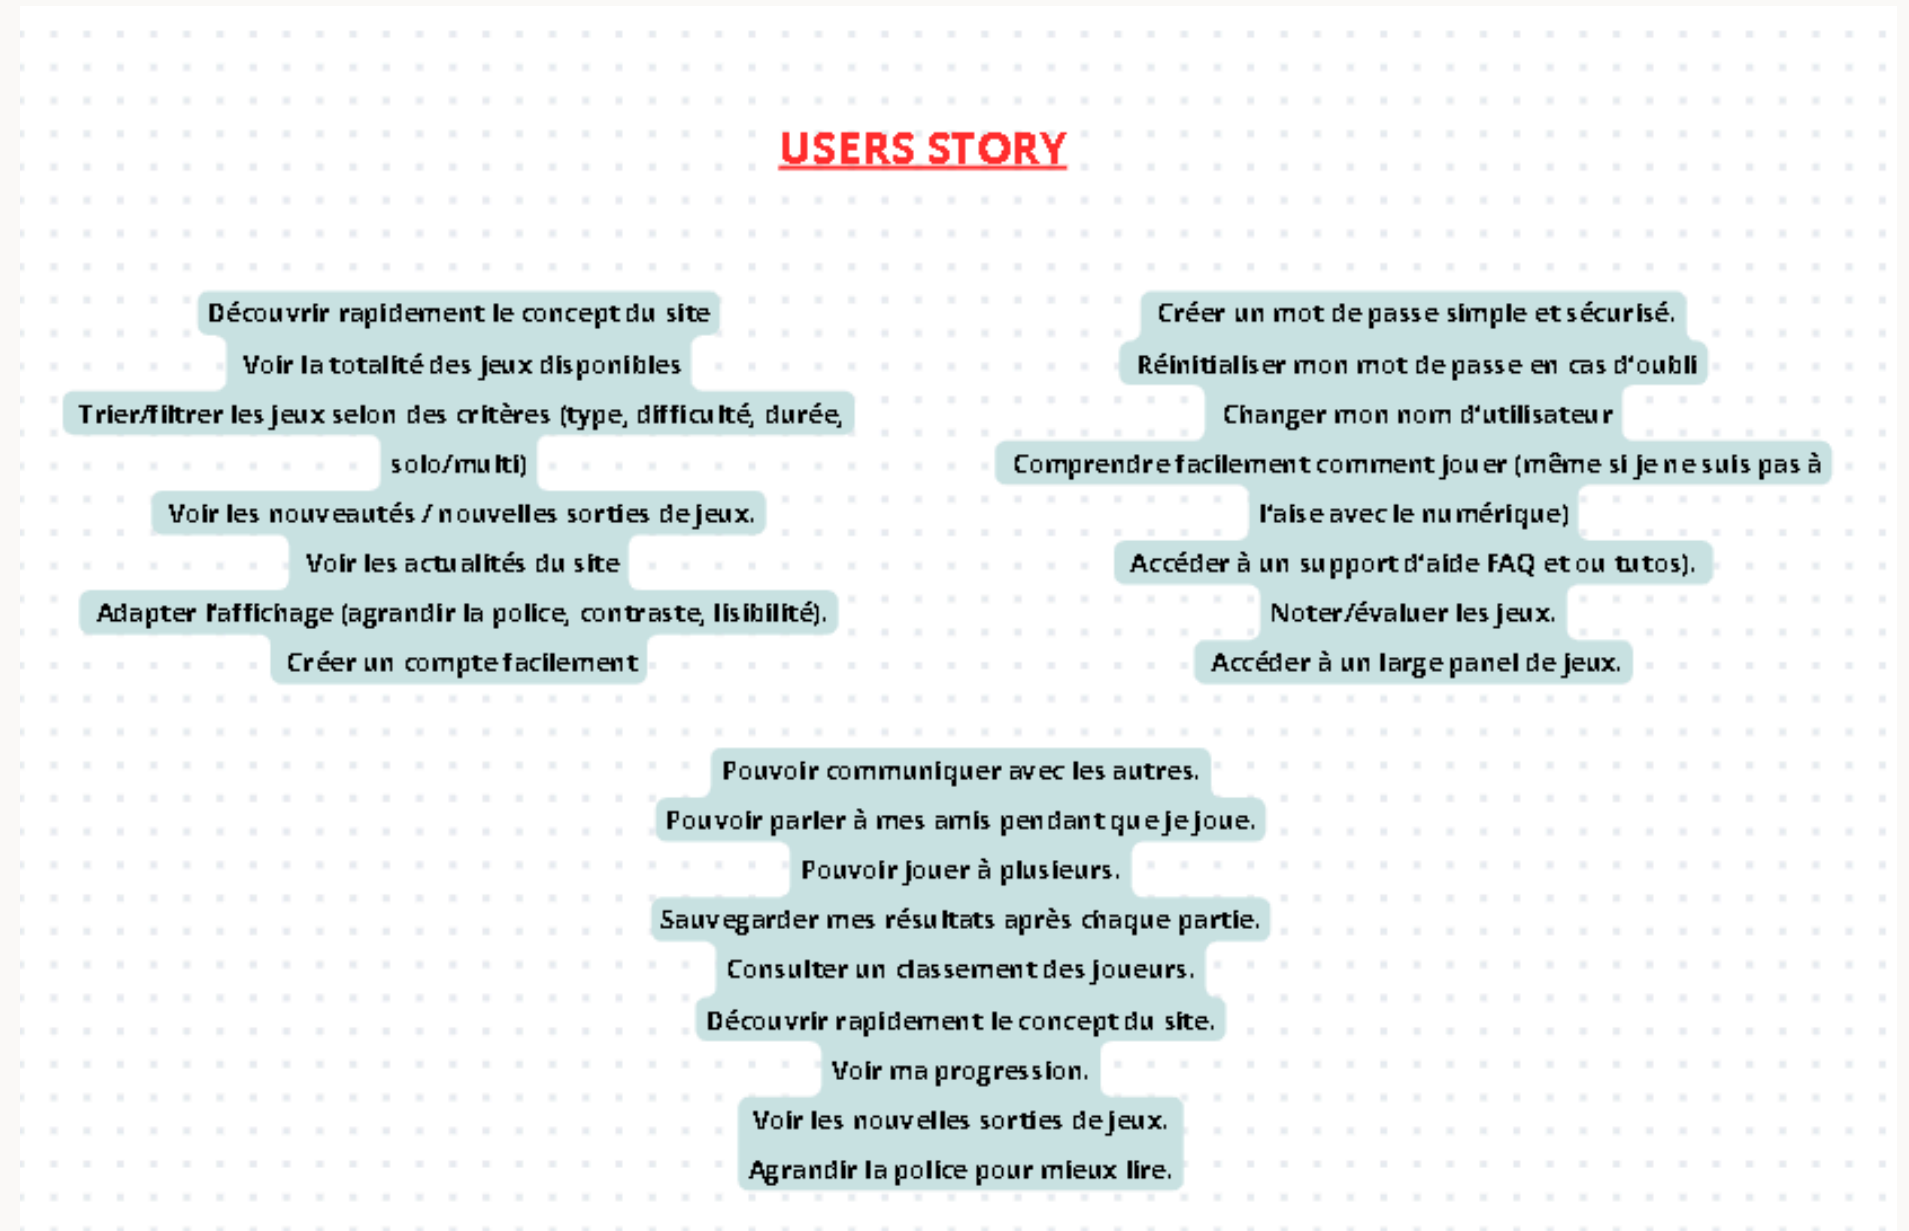 USERS STORY
Découvrir rapidement le concept du site
Voir la totalité des jeux disponibles
Trier/filtrer les jeux selon des critères (type, difficulté, durée,
solo/multi)
Voir les nouveautés / nouvelles sorties de jeux.
Voir les actualités du site
Adapter l'affichage (agrandir la police, contraste, lisibilité).
Créer un compte facilement
Créer un mot de passe simple et sécurisé.
Réinitialiser mon mot de passe en cas d'oubli
Changer mon nom d'utilisateur
Comprendre facilement comment jouer (même si je ne suis pas à
l'aise avec le numérique)
Accéder à un support d'aide FAQ et ou tutos).
Noter/évaluer les jeux.
Accéder à un large panel de jeux.
Pouvoir communiquer avec les autres.
Pouvoir parler à mes amis pendant que je joue.
Pouvoir jouer à plusieurs.
Sauvegarder mes résultats après chaque partie.
Consulter un classement des joueurs.
Découvrir rapidement le concept du site.
Voir ma progression.
Voir les nouvelles sorties de jeux.
Agrandir la police pour mieux lire.